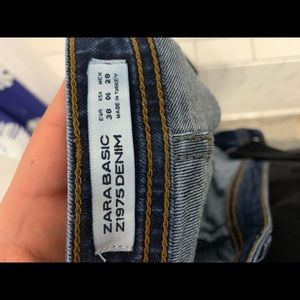 ZARA BASIC
Z1975 DENIM
EUR USA MEX
38 06 28
MADE IN TURKEY